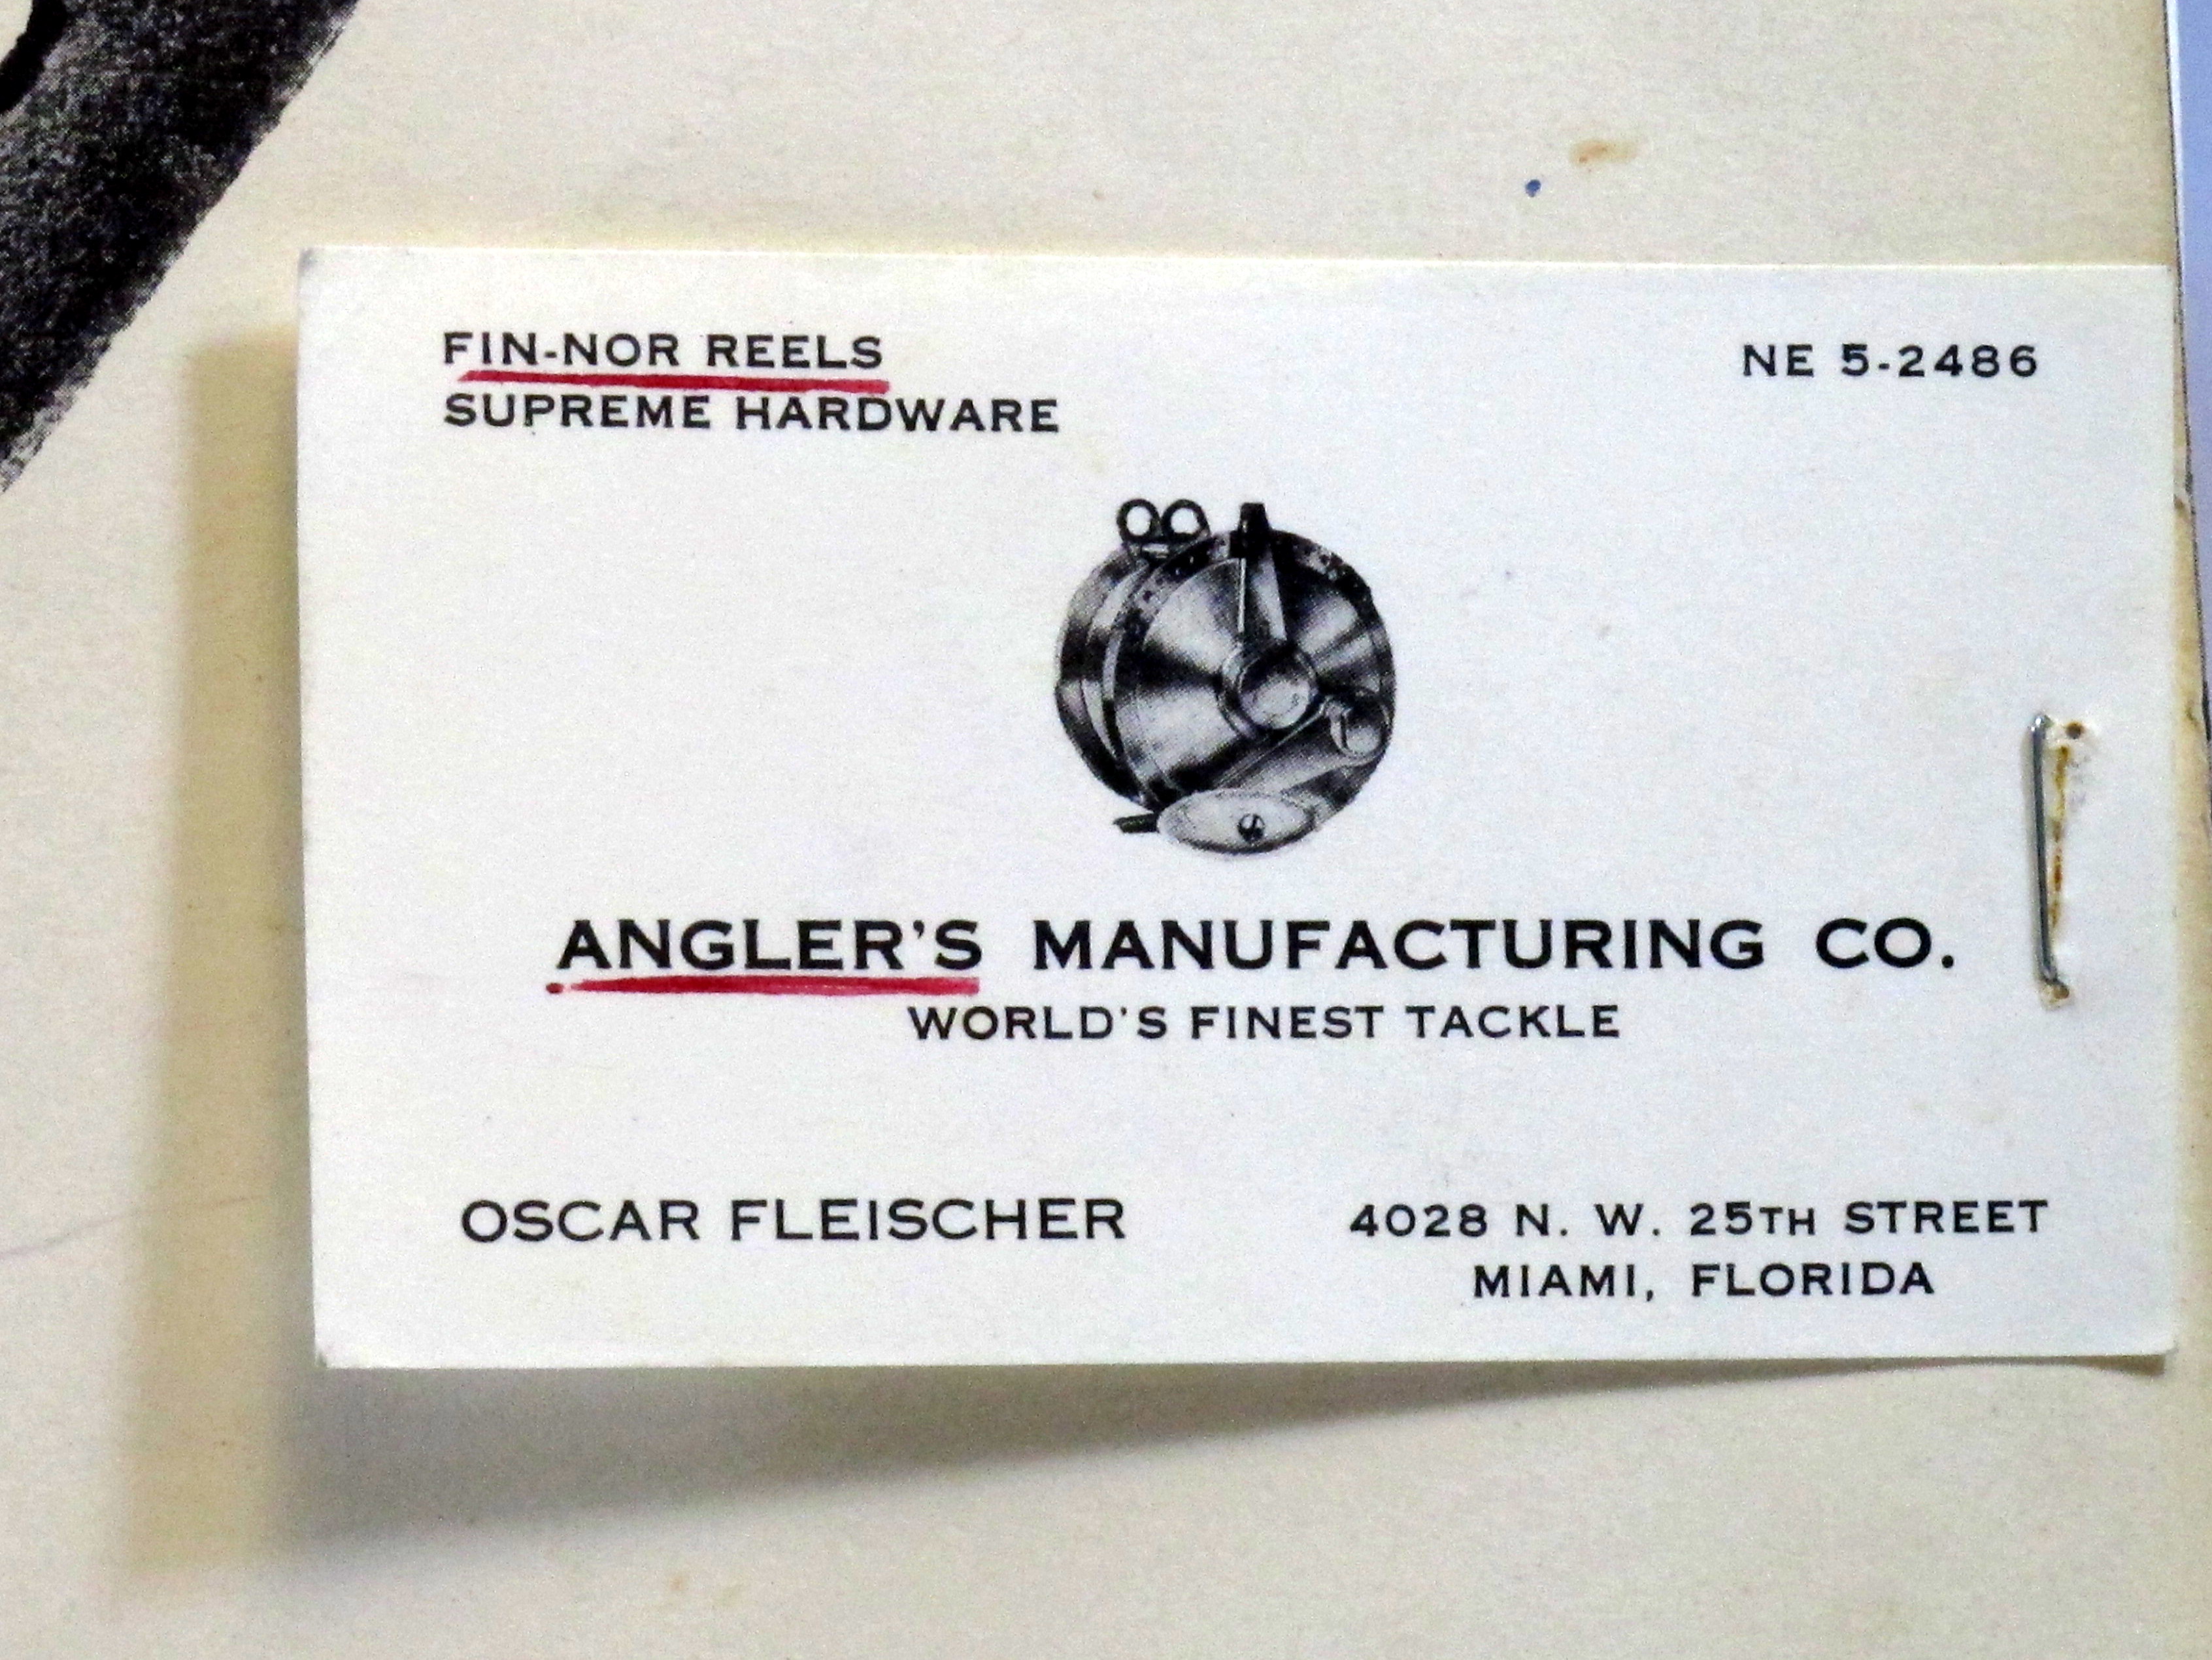 FIN-NOR REELS
SUPREME HARDWARE
NE 5-2486
ANGLER'S MANUFACTURING CO.
WORLD'S FINEST TACKLE
OSCAR FLEISCHER
4028 N. W. 25TH STREET
MIAMI, FLORIDA